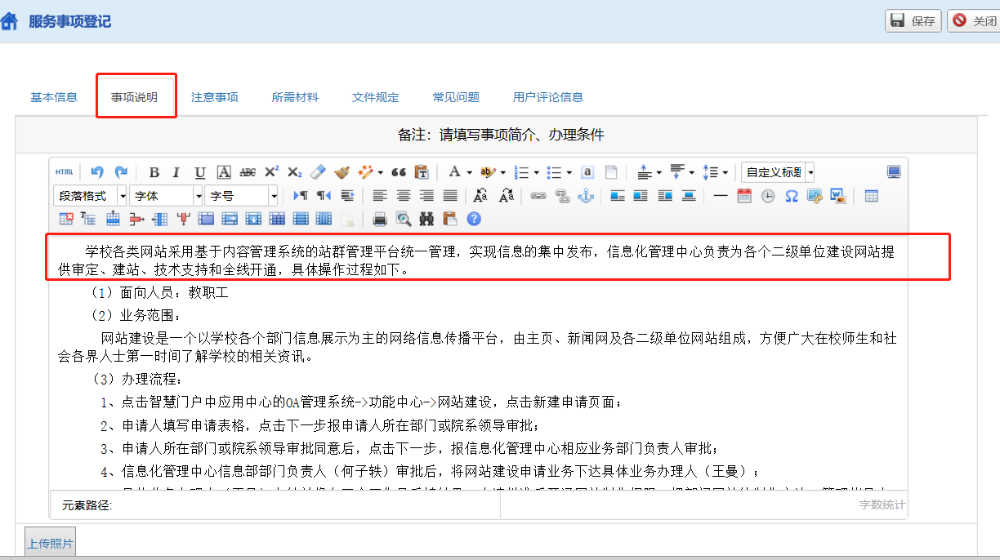 服务事项登记
保存
关闭
基本信息
事项说明
注意事项
所需材料
文件规定
常见问题
用户评论信息
备注：请填写事项简介、办理条件
HTML
B I U A ABC X² X₂
自定义标题
段落格式
字体
字号
学校各类网站采用基于内容管理系统的站群管理平台统一管理，实现信息的集中发布，信息化管理中心负责为各个二级单位建设网站提
供审定、建站、技术支持和全线开通，具体操作过程如下。
（1）面向人员：教职工
（2）业务范围：
网站建设是一个以学校各个部门信息展示为主的网络信息传播平台，由主页、新闻网及各二级单位网站组成，方便广大在校师生和社
会各界人士第一时间了解学校的相关资讯。
（3）办理流程：
1、点击智慧门户中应用中心的OA管理系统->功能中心->网站建设，点击新建申请页面；
2、申请人填写申请表格，点击下一步报申请人所在部门或院系领导审批；
3、申请人所在部门或院系领导审批同意后，点击下一步，报信息化管理中心相应业务部门负责人审批；
4、信息化管理中心信息部部门负责人（何子轶）审批后，将网站建设申请业务下达具体业务办理人（王曼）；
元素路径:
字数统计
上传照片